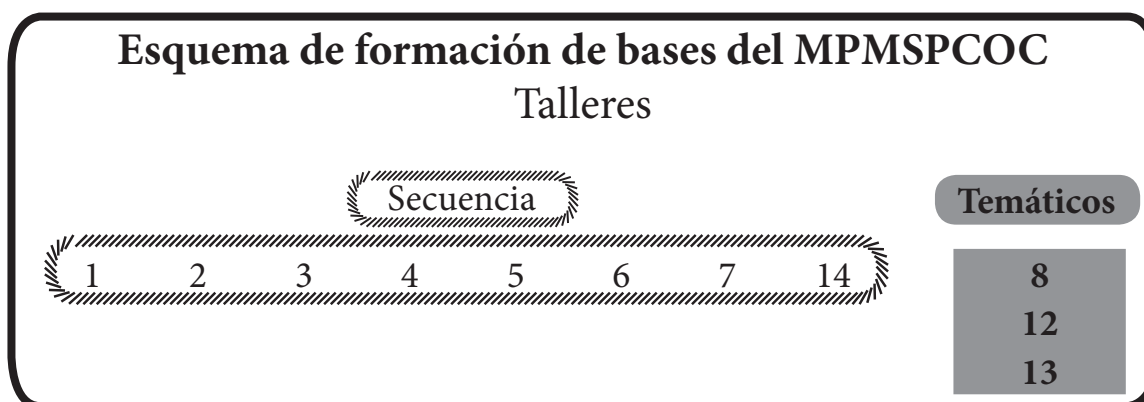 Esquema de formación de bases del MPMSPCOC
Talleres
Secuencia
1 2 3 4 5 6 7 14
Temáticos
8
12
13